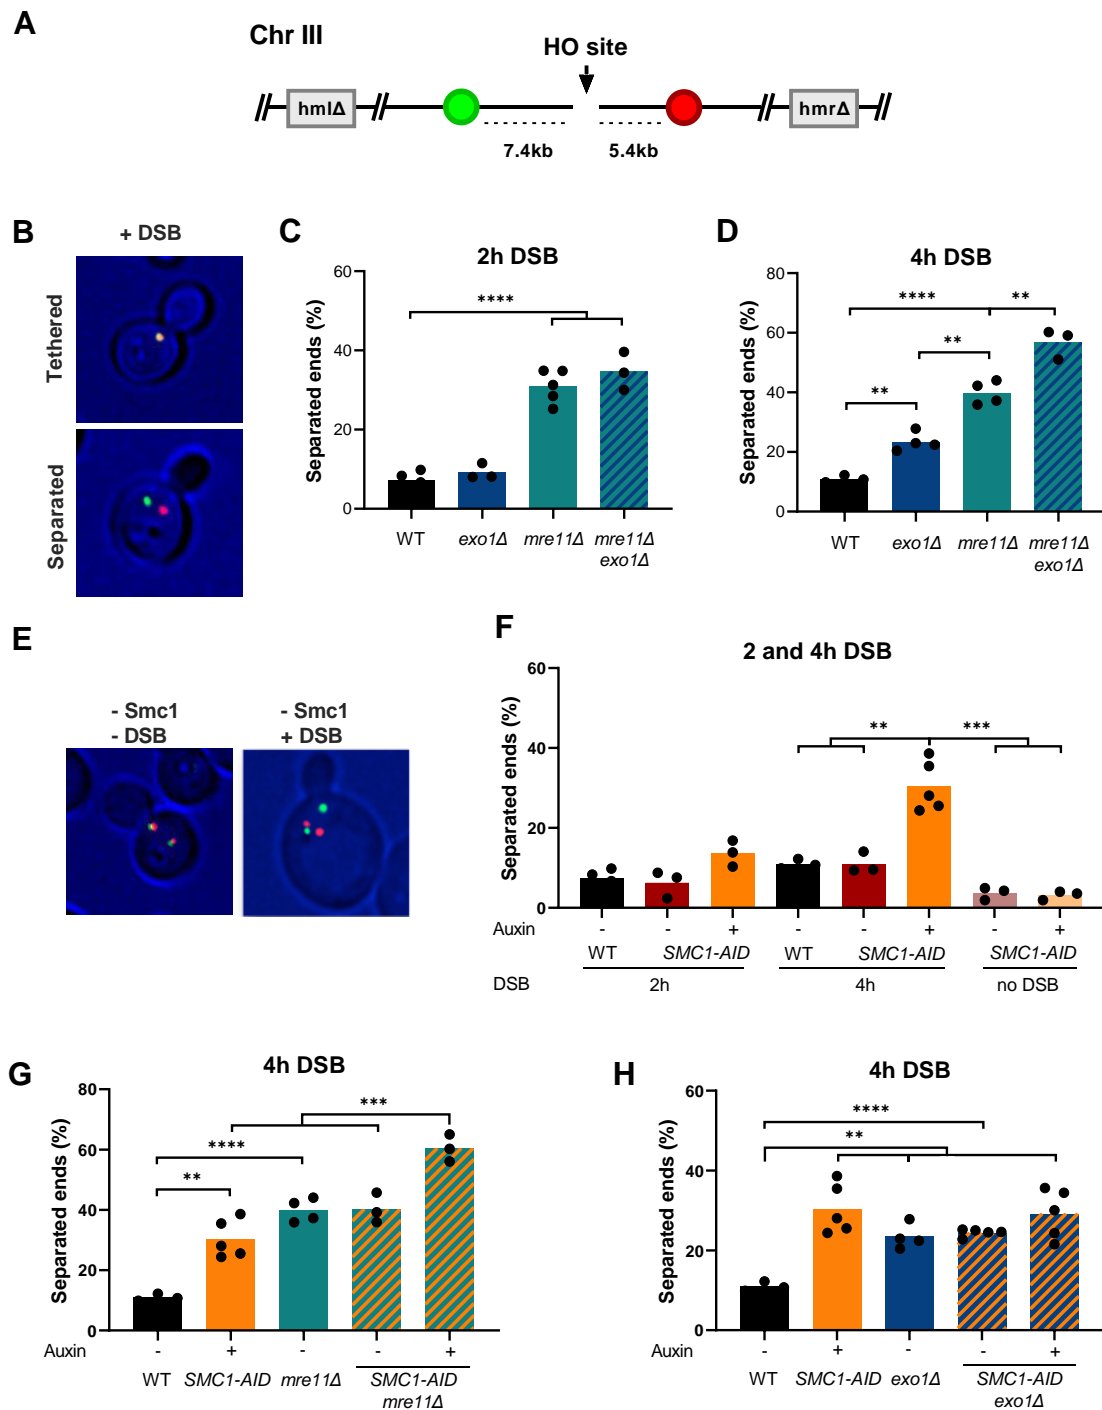 A
Chr III
HO site
hmlΔ
hmrΔ
7.4kb
5.4kb
B
+ DSB
Tethered
Separated
C
2h DSB
Separated ends (%)
60
40
20
0
****
WT
exo1Δ
mre11Δ
mre11Δ
exo1Δ
D
4h DSB
Separated ends (%)
80
60
40
20
0
****
**
**
**
WT
exo1Δ
mre11Δ
mre11Δ
exo1Δ
E
- Smc1
- DSB
- Smc1
+ DSB
F
2 and 4h DSB
Separated ends (%)
60
40
20
0
**
***
Auxin - - + - - + - +
WT SMC1-AID WT SMC1-AID SMC1-AID
DSB 2h 4h no DSB
G
4h DSB
Separated ends (%)
80
60
40
20
0
***
****
**
Auxin - + - - +
WT SMC1-AID mre11Δ SMC1-AID
mre11Δ
H
4h DSB
Separated ends (%)
60
40
20
0
****
**
Auxin - + - - +
WT SMC1-AID exo1Δ SMC1-AID
exo1Δ